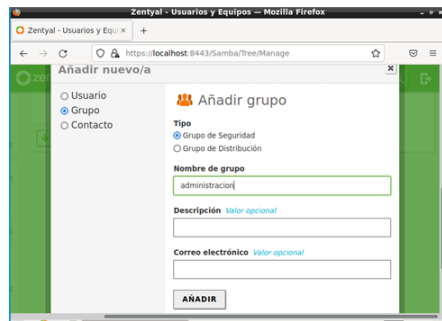 Zentyal - Usuarios y Equipos — Mozilla Firefox
Zentyal - Usuarios y Equi
https://localhost:8443/Samba/Tree/Manage
Añadir nuevo/a
Usuario
Grupo
Contacto
Añadir grupo
Tipo
Grupo de Seguridad
Grupo de Distribución
Nombre de grupo
administracion
Descripción Valor opcional
Correo electrónico Valor opcional
AÑADIR